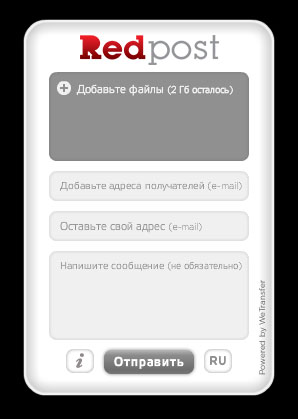 Redpost
Добавьте файлы (2 Гб осталось)
Добавьте адреса получателей (e-mail)
Оставьте свой адрес (e-mail)
Напишите сообщение (не обязательно)
i Отправить RU
Powered by WeTransfer